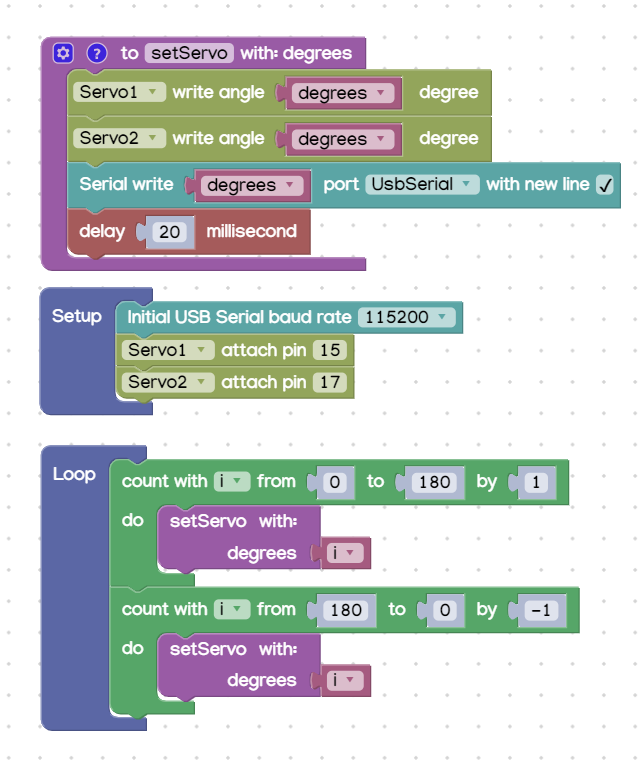 ? to setServo with: degrees
Servo1 write angle degrees degree
Servo2 write angle degrees degree
Serial write degrees port UsbSerial with new line ✓
delay 20 millisecond
Setup Initial USB Serial baud rate 115200
Servo1 attach pin 15
Servo2 attach pin 17
Loop count with i from 0 to 180 by 1
do setServo with:
degrees i
count with i from 180 to 0 by -1
do setServo with:
degrees i